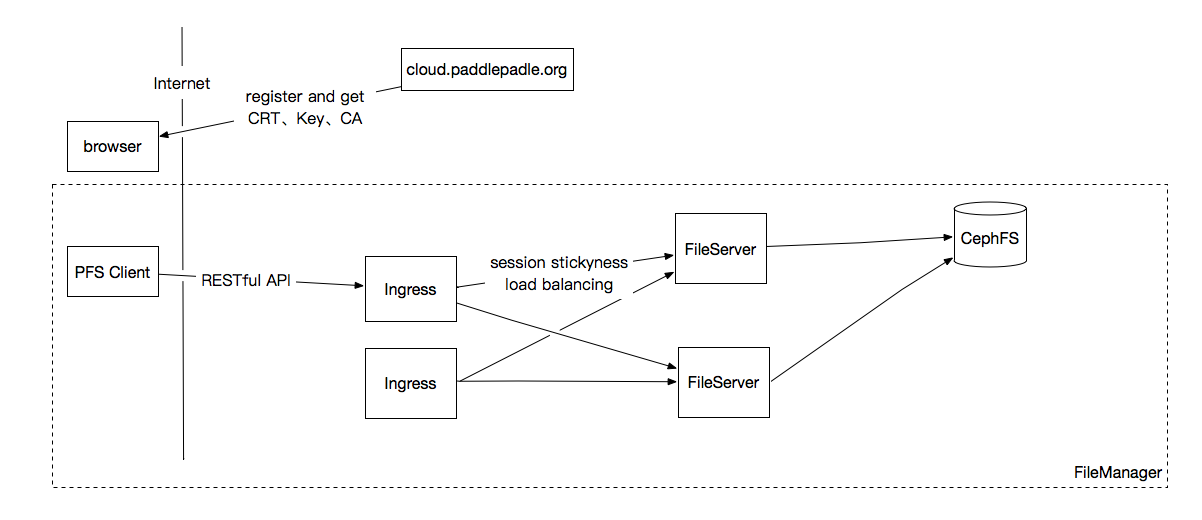 cloud.paddlepadle.org
Internet
register and get
CRT、Key、CA
browser
PFS Client
RESTful API
Ingress
session stickyness
load balancing
FileServer
CephFS
Ingress
FileServer
FileManager